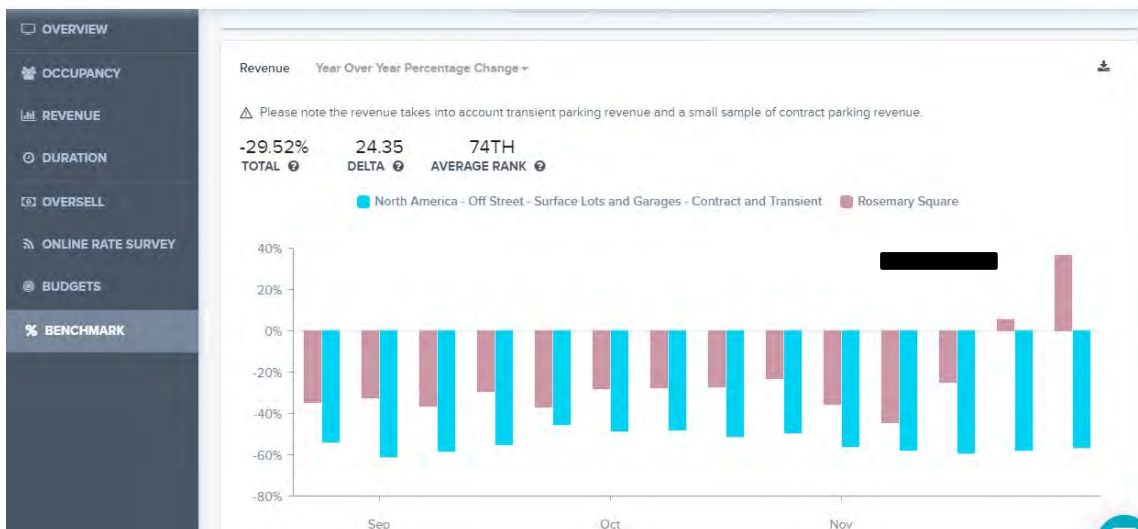 OVERVIEW
OCCUPANCY
REVENUE
DURATION
OVERSELL
ONLINE RATE SURVEY
BUDGETS
% BENCHMARK
Revenue Year Over Year Percentage Change
Please note the revenue takes into account transient parking revenue and a small sample of contract parking revenue.
-29.52% 24.35 74TH
TOTAL ? DELTA ? AVERAGE RANK ?
North America - Off Street - Surface Lots and Garages - Contract and Transient Rosemary Square
40%
20%
0%
-20%
-40%
-60%
-80%
Sep Oct Nov